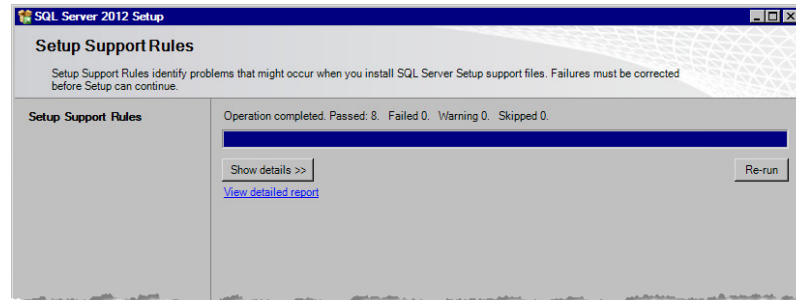 SQL Server 2012 Setup
Setup Support Rules
Setup Support Rules identify problems that might occur when you install SQL Server Setup support files. Failures must be corrected
before Setup can continue.
Setup Support Rules
Operation completed. Passed: 8. Failed 0. Warning 0. Skipped 0.
Show details >>
Re-run
View detailed report